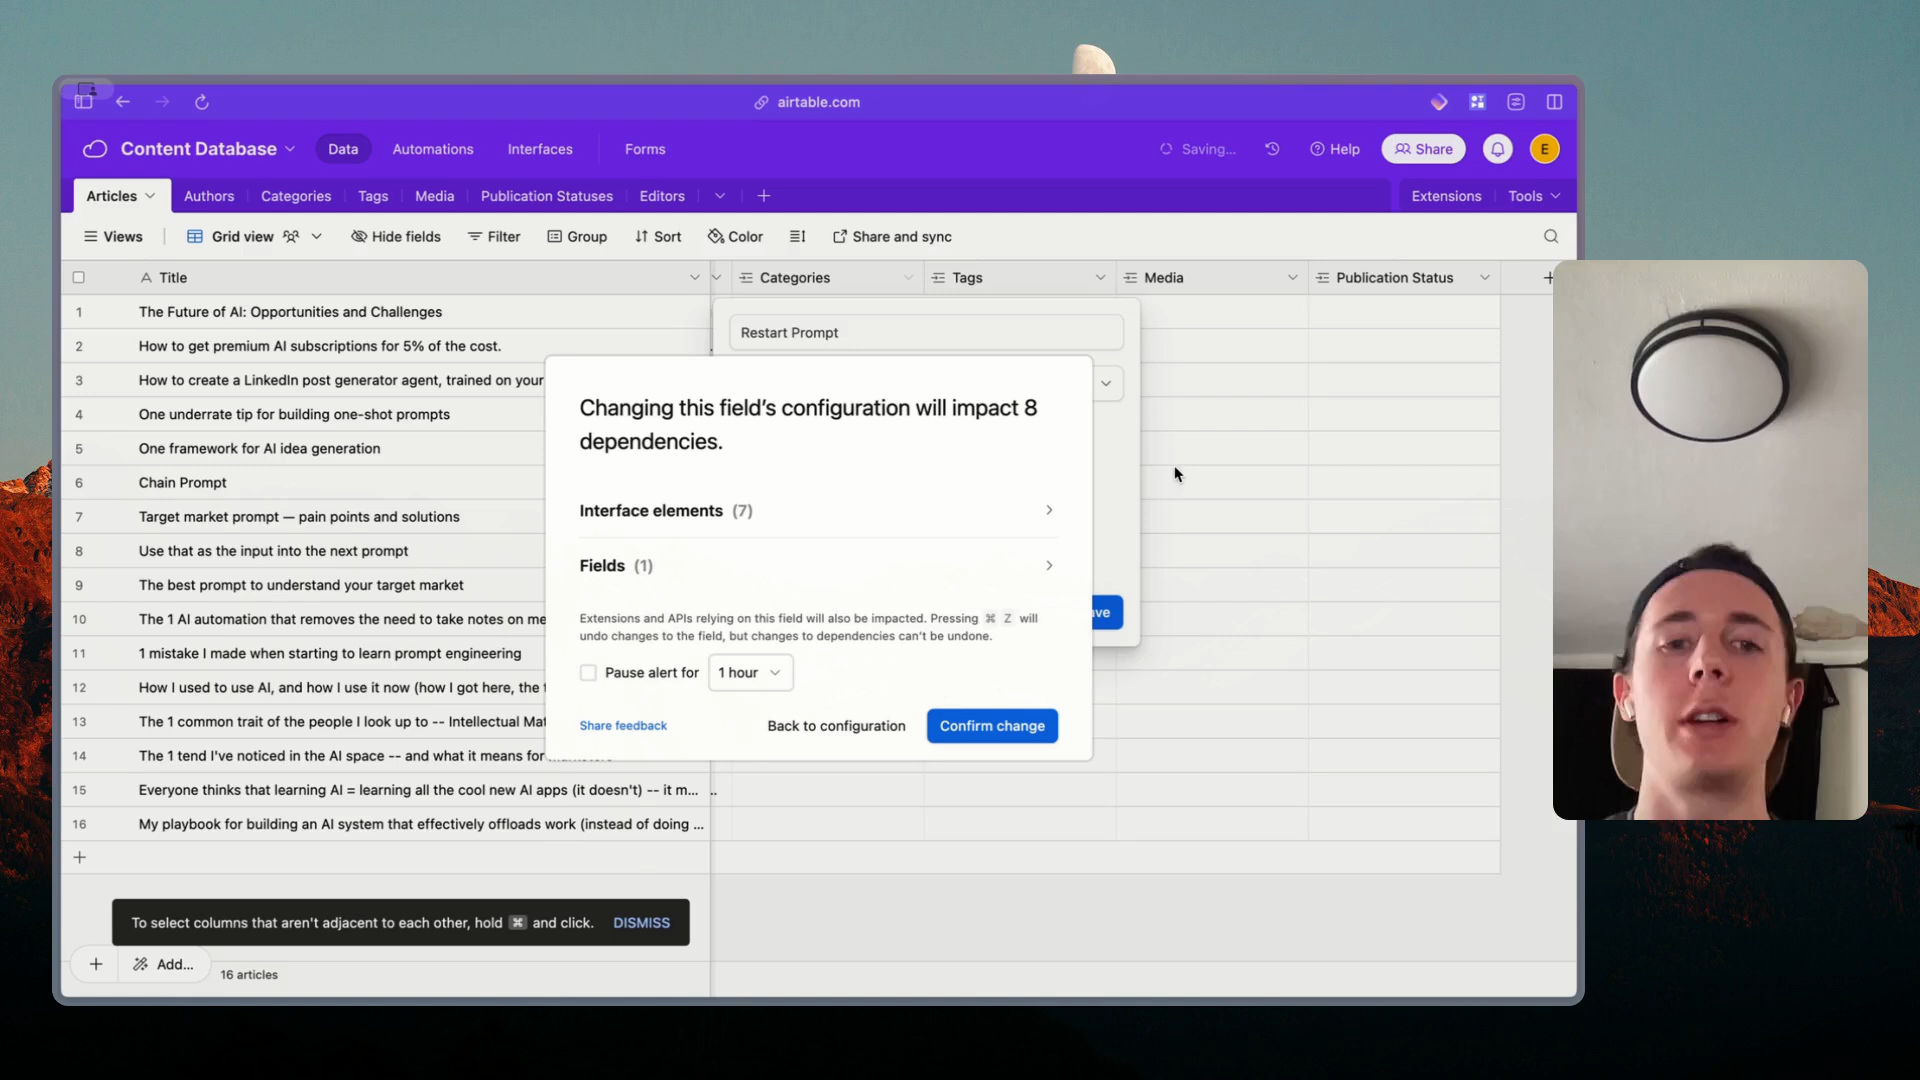 airtable.com
Content Database
Data
Automations
Interfaces
Forms
Saving...
Help
Share
E
Articles
Authors
Categories
Tags
Media
Publication Statuses
Editors
Extensions
Tools
Views
Grid view
Hide fields
Filter
Group
Sort
Color
Share and sync
Title
Categories
Tags
Media
Publication Status
1 The Future of AI: Opportunities and Challenges
2 How to get premium AI subscriptions for 5% of the cost.
3 How to create a LinkedIn post generator agent, trained on your
4 One underrate tip for building one-shot prompts
5 One framework for AI idea generation
6 Chain Prompt
7 Target market prompt — pain points and solutions
8 Use that as the input into the next prompt
9 The best prompt to understand your target market
10 The 1 AI automation that removes the need to take notes on me
11 1 mistake I made when starting to learn prompt engineering
12 How I used to use AI, and how I use it now (how I got here, the
13 The 1 common trait of the people I look up to -- Intellectual
14 The 1 tend I've noticed in the AI space -- and what it means for
15 Everyone thinks that learning AI = learning all the cool new AI apps (it doesn't) -- it m...
16 My playbook for building an AI system that effectively offloads work (instead of doing ...
Restart Prompt
Changing this field's configuration will impact 8
dependencies.
Interface elements (7)
Fields (1)
Extensions and APIs relying on this field will also be impacted. Pressing ⌘ Z will
undo changes to the field, but changes to dependencies can't be undone.
Pause alert for 1 hour
Share feedback
Back to configuration
Confirm change
To select columns that aren't adjacent to each other, hold ⌘ and click. DISMISS
Add...
16 articles